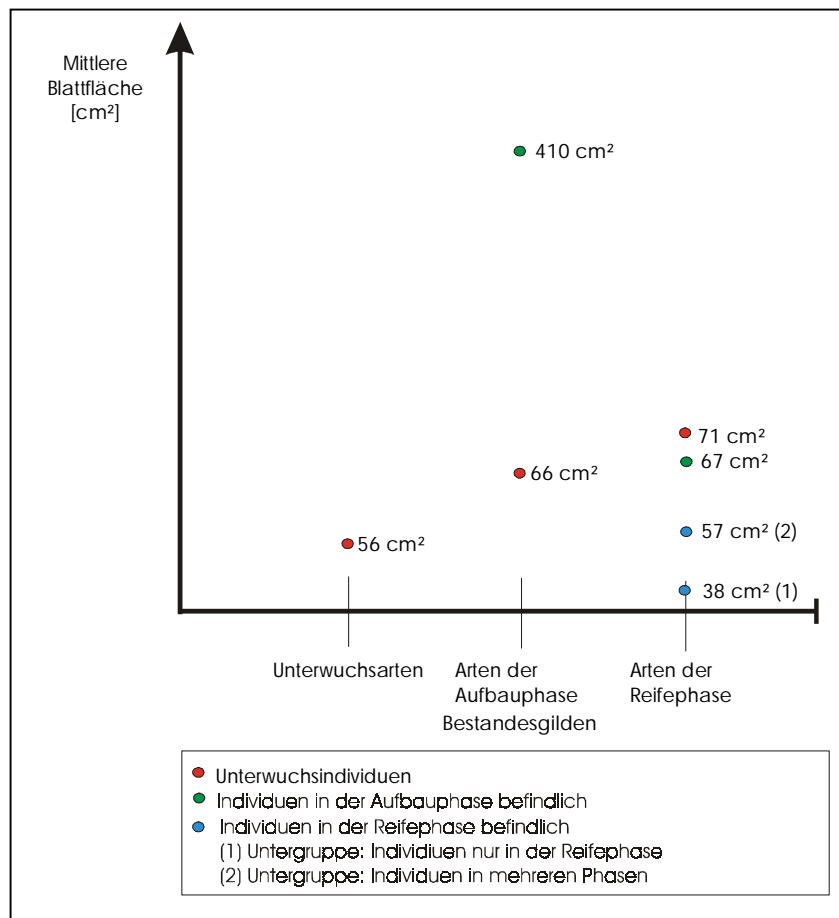 Mittlere
Blattfläche
[cm²]
410 cm²
71 cm²
67 cm²
66 cm²
57 cm² (2)
56 cm²
38 cm² (1)
Unterwuchsarten
Arten der
Aufbauphase
Arten der
Reifephase
Bestandesgilden
Unterwuchsindividuen
Individuen in der Aufbauphase befindlich
Individuen in der Reifephase befindlich
(1) Untergruppe: Individiuen nur in der Reifephase
(2) Untergruppe: Individuen in mehreren Phasen